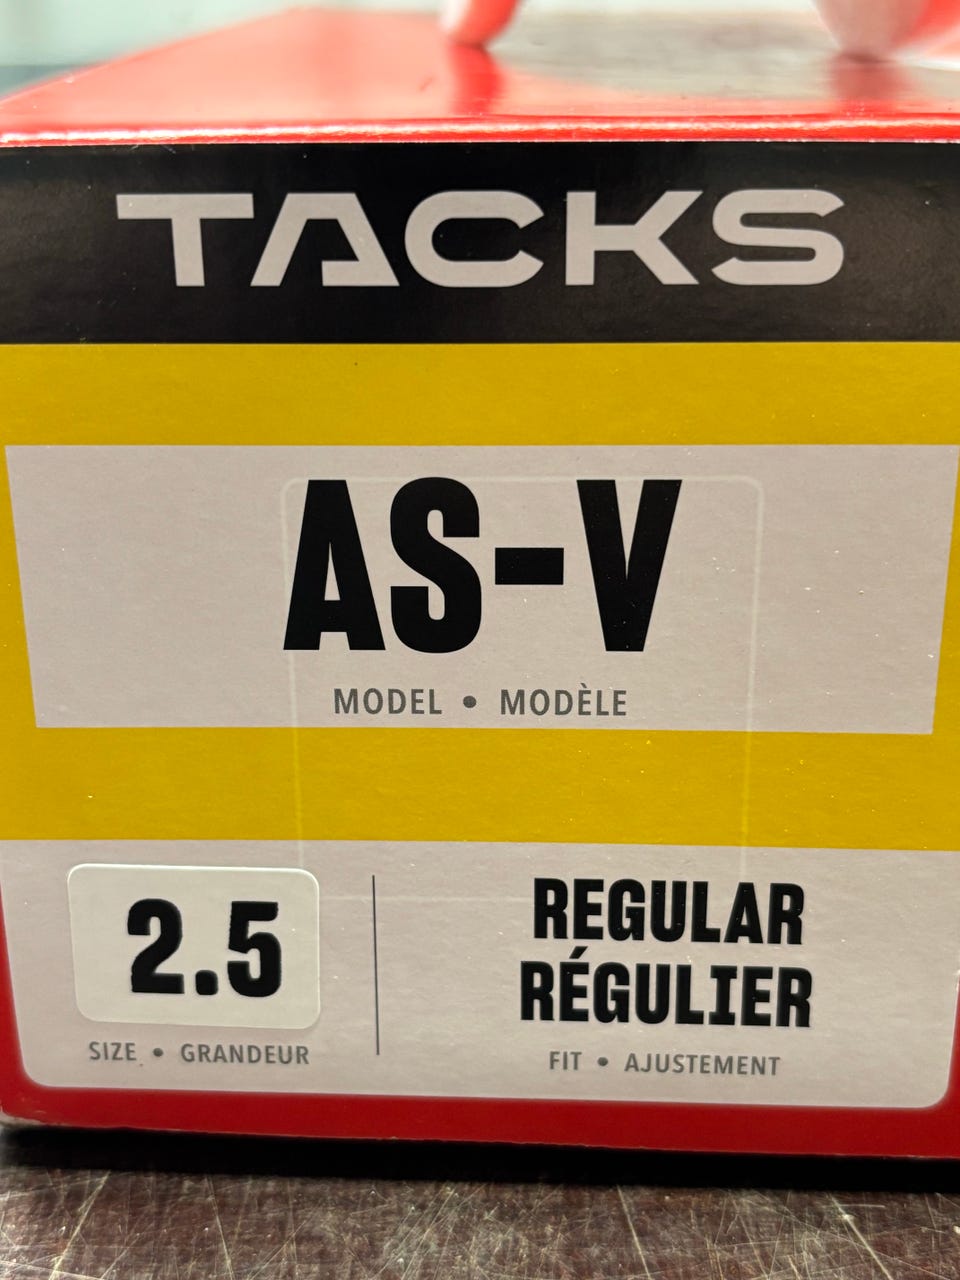 TACKS
AS-V
MODEL • MODÈLE
2.5
SIZE • GRANDEUR
REGULAR
RÉGULIER
FIT • AJUSTEMENT